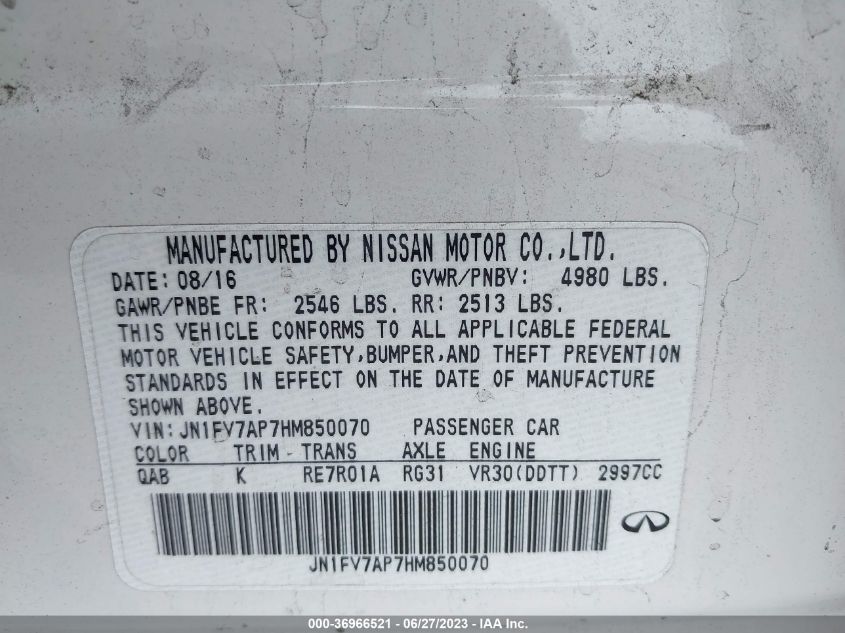 MANUFACTURED BY NISSAN MOTOR CO.,LTD.
DATE: 08/16 GVWR/PNBV: 4980 LBS.
GAWR/PNBE FR: 2546 LBS. RR: 2513 LBS.
THIS VEHICLE CONFORMS TO ALL APPLICABLE FEDERAL
MOTOR VEHICLE SAFETY,BUMPER,AND THEFT PREVENTION
STANDARDS IN EFFECT ON THE DATE OF MANUFACTURE
SHOWN ABOVE.
VIN: JN1FV7AP7HM850070 PASSENGER CAR
COLOR TRIM TRANS AXLE ENGINE
QAB K RE7R01A RG31 VR30(DDTT) 2997CC
JN1FV7AP7HM850070
000-36966521 - 06/27/2023 - IAA Inc.